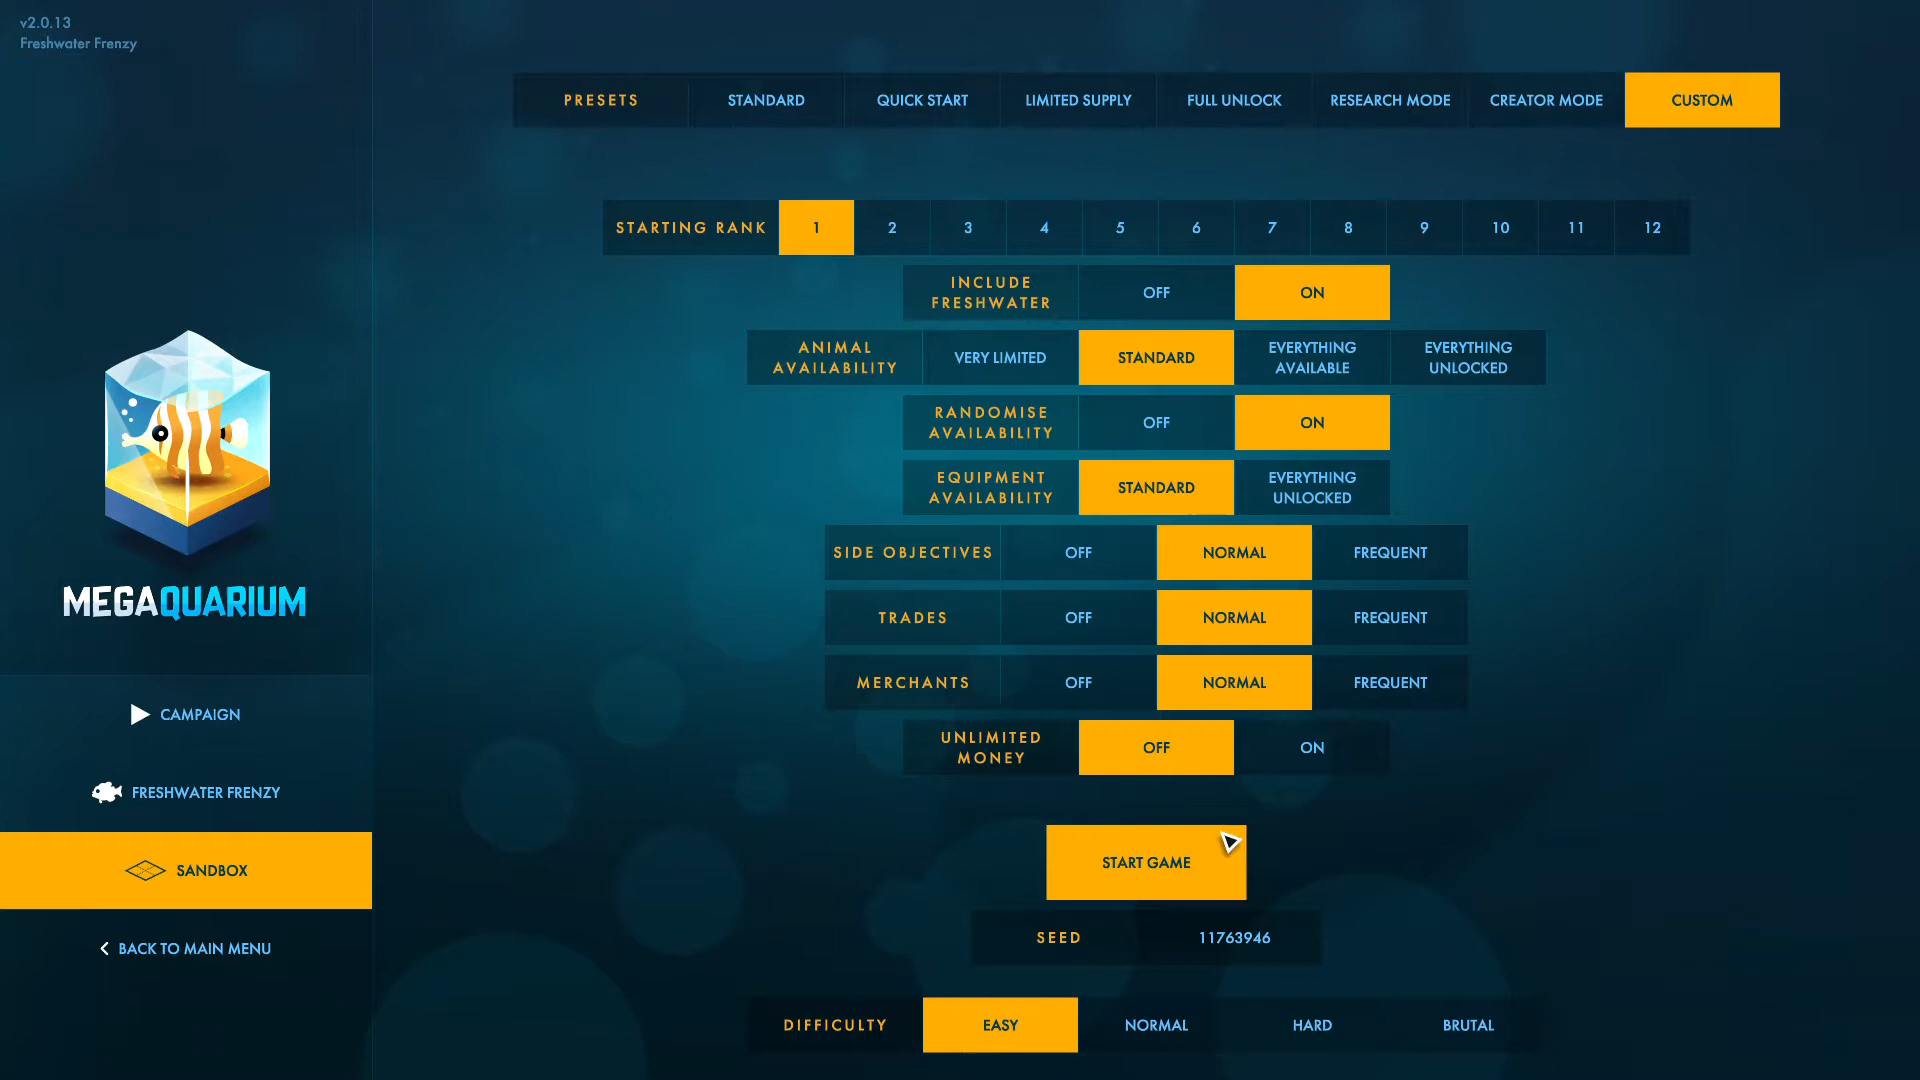 v2.0.13
Freshwater Frenzy
PRESETS STANDARD QUICK START LIMITED SUPPLY FULL UNLOCK RESEARCH MODE CREATOR MODE CUSTOM
STARTING RANK 1 2 3 4 5 6 7 8 9 10 11 12
INCLUDE
FRESHWATER OFF ON
ANIMAL
AVAILABILITY VERY LIMITED STANDARD EVERYTHING
AVAILABLE EVERYTHING
UNLOCKED
RANDOMISE
AVAILABILITY OFF ON
EQUIPMENT
AVAILABILITY STANDARD EVERYTHING
UNLOCKED
SIDE OBJECTIVES OFF NORMAL FREQUENT
TRADES OFF NORMAL FREQUENT
MERCHANTS OFF NORMAL FREQUENT
UNLIMITED
MONEY OFF ON
START GAME
SEED 11763946
DIFFICULTY EASY NORMAL HARD BRUTAL
MEGAQUARIUM
CAMPAIGN
FRESHWATER FRENZY
SANDBOX
BACK TO MAIN MENU